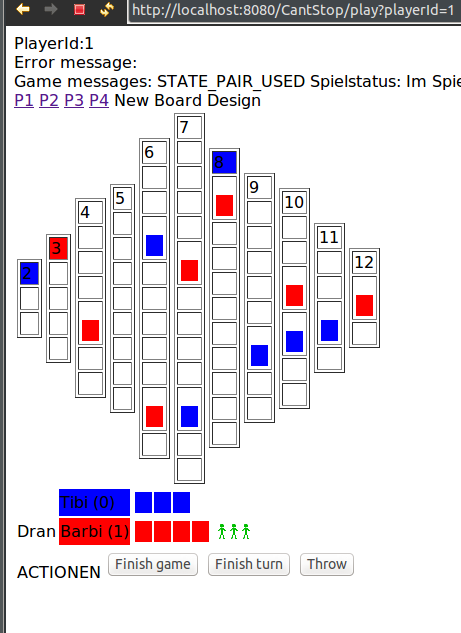 http://localhost:8080/CantStop/play?playerId=1
PlayerId:1
Error message:
Game messages: STATE_PAIR_USED Spielstatus: Im Spie
P1 P2 P3 P4 New Board Design
7
6
8
9
5
10
4
11
3
12
2
Tibi (0)
Dran Barbi (1)
ACTIONEN Finish game Finish turn Throw